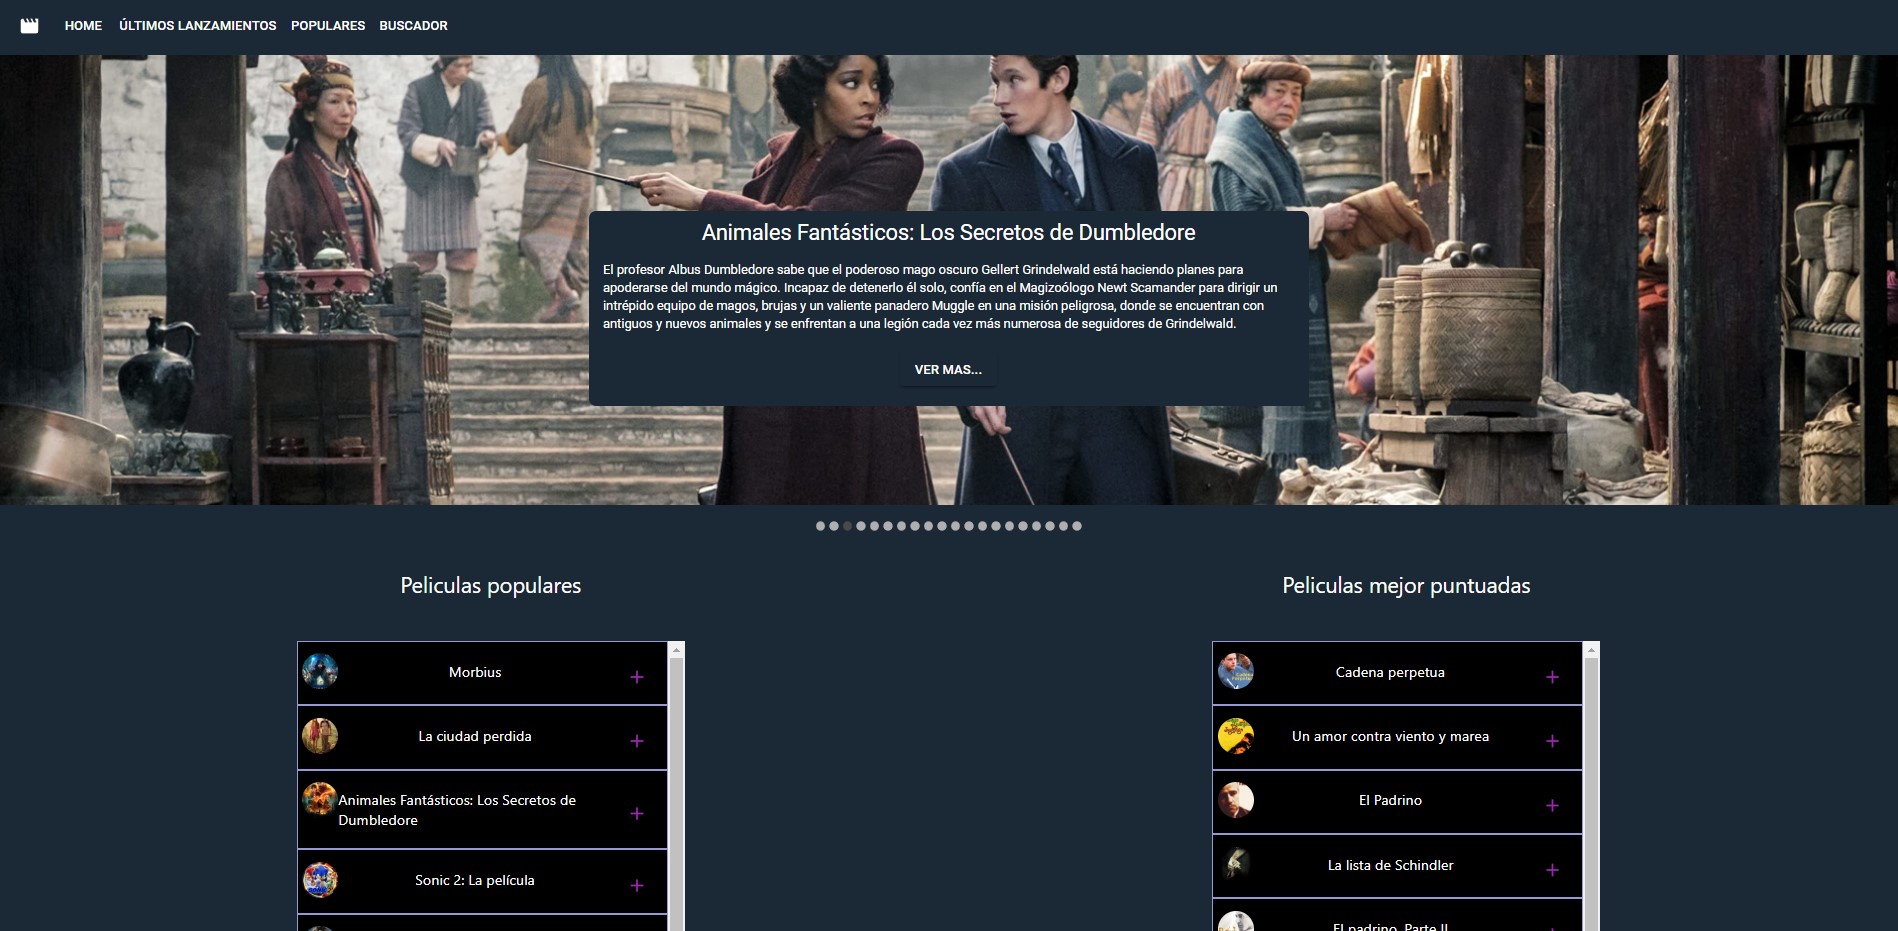 HOME ÚLTIMOS LANZAMIENTOS POPULARES BUSCADOR
Animales Fantásticos: Los Secretos de Dumbledore
El profesor Albus Dumbledore sabe que el poderoso mago oscuro Gellert Grindelwald está haciendo planes para
apoderarse del mundo mágico. Incapaz de detenerlo él solo, confía en el Magizoólogo Newt Scamander para dirigir un
intrépido equipo de magos, brujas y un valiente panadero Muggle en una misión peligrosa, donde se encuentran con
antiguos y nuevos animales y se enfrentan a una legión cada vez más numerosa de seguidores de Grindelwald.
VER MAS...
Peliculas populares
Morbius
La ciudad perdida
Animales Fantásticos: Los Secretos de
Dumbledore
Sonic 2: La película
Peliculas mejor puntuadas
Cadena perpetua
Un amor contra viento y marea
El Padrino
La lista de Schindler
El padrino. Parte II